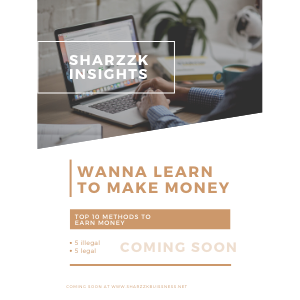 SHARZZK
INSIGHTS
WANNA LEARN
TO MAKE MONEY
TOP 10 METHODS TO
EARN MONEY
• 5 illegal
• 5 legal
COMING SOON
COMING SOON AT WWW.SHARZZKBUSINESS.NET